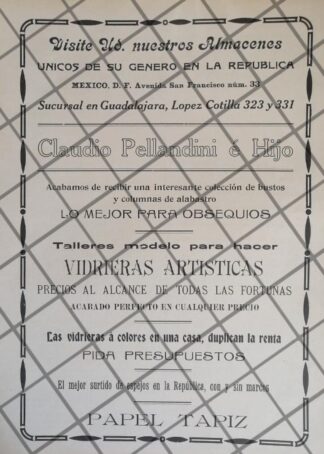 Visite Ud. nuestros Almacenes
UNICOS DE SU GENERO EN LA REPUBLICA
MEXICO, D. F. Avenida San Francisco núm. 33
Sucursal en Guadalajara, Lopez Cotilla 323 y 331
Claudio Pellandini é Hijo
Acabamos de recibir una interesante colección de bustos
y columnas de alabastro
LO MEJOR PARA OBSEQUIOS
Talleres modelo para hacer
VIDRIERAS ARTISTICAS
PRECIOS AL ALCANCE DE TODAS LAS FORTUNAS
ACABADO PERFECTO EN CUALQUIER PRECIO
Las vidrieras a colores en una casa, duplican la renta
PIDA PRESUPUESTOS
El mejor surtido de espejos en la República, con y sin marcos
PAPEL TAPIZ